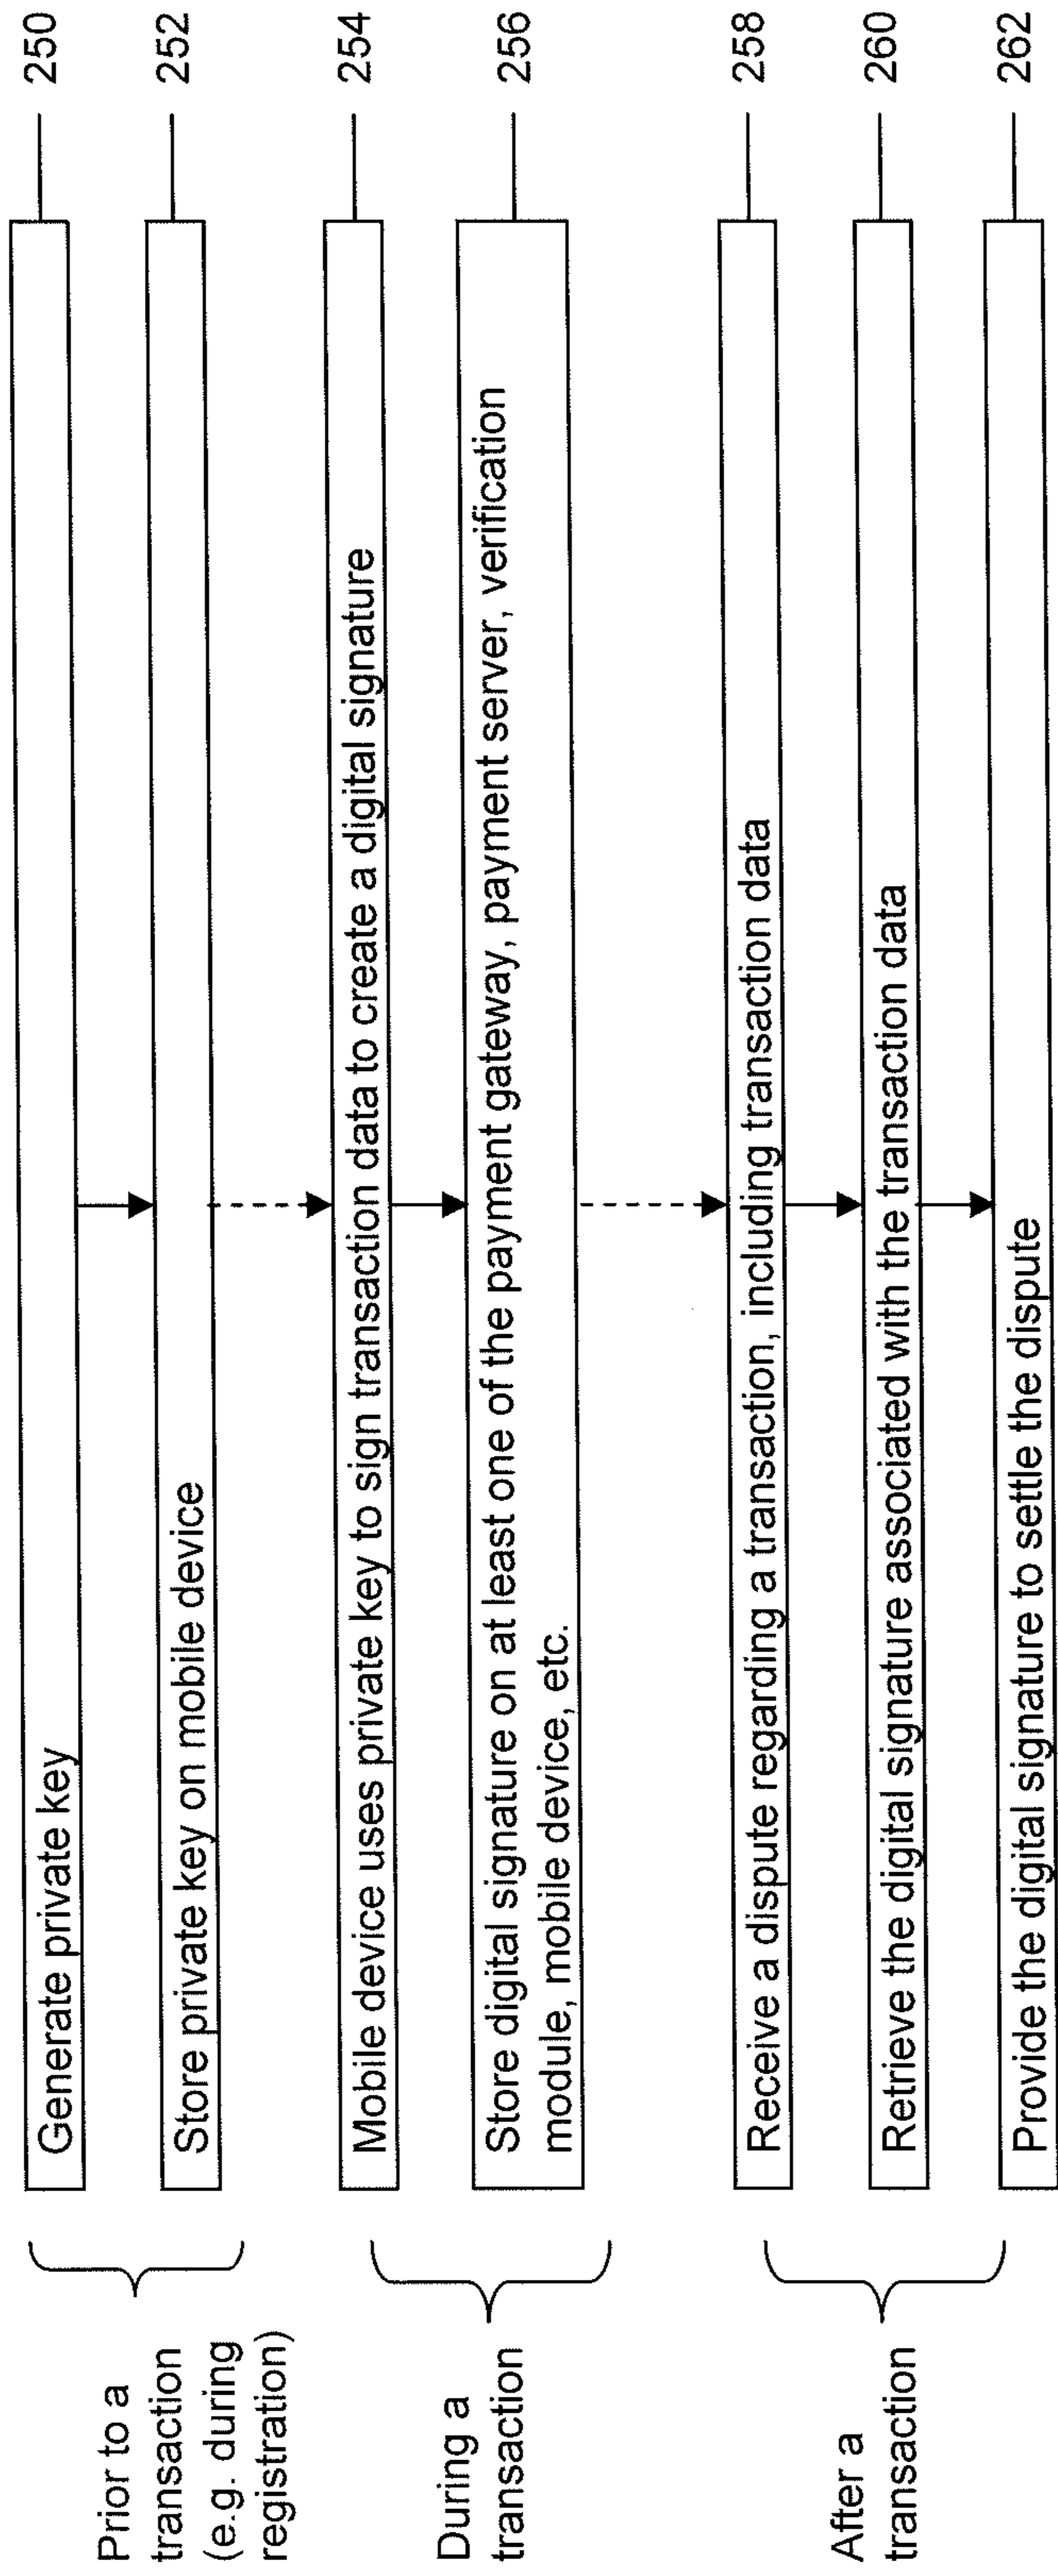 Prior to a
transaction
(e.g. during
registration)
Generate private key
250
Store private key on mobile device
252
During a
transaction
Mobile device uses private key to sign transaction data to create a digital signature
254
Store digital signature on at least one of the payment gateway, payment server, verification
module, mobile device, etc.
256
After a
transaction
Receive a dispute regarding a transaction, including transaction data
258
Retrieve the digital signature associated with the transaction data
260
Provide the digital signature to settle the dispute
262